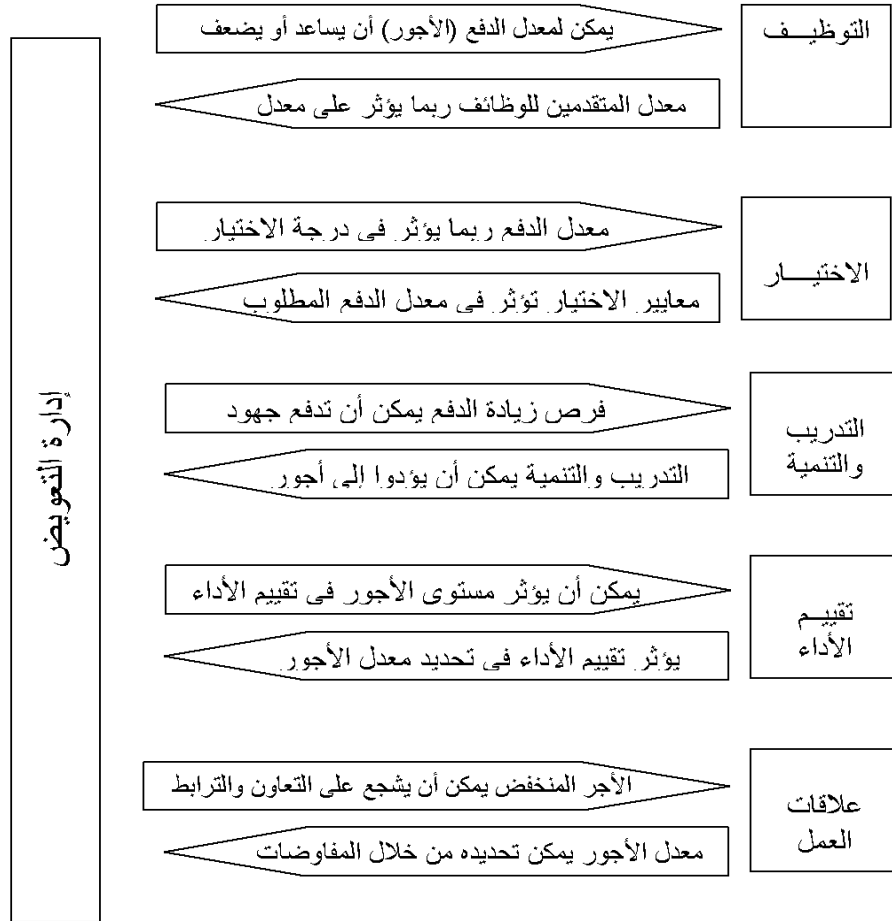 التوظيـــف
يمكن لمعدل الدفع (الأجور) أن يساعد أو يضعف
معدل المتقدمين للوظائف ربما يؤثر على معدل
الاختيـــــار
معدل الدفع ربما يؤثر فى درجة الاختيار
معايير الاختيار تؤثر فى معدل الدفع المطلوب
التدريب
والتنمية
فرص زيادة الدفع يمكن أن تدفع جهود
التدريب والتنمية يمكن أن يؤدوا إلى أجور
تقييــم
الأداء
يمكن أن يؤثر مستوى الأجور فى تقييم الأداء
يؤثر تقييم الأداء فى تحديد معدل الأجور
علاقات
العمل
الأجر المنخفض يمكن أن يشجع على التعاون والترابط
معدل الأجور يمكن تحديده من خلال المفاوضات
إدارة التعويض